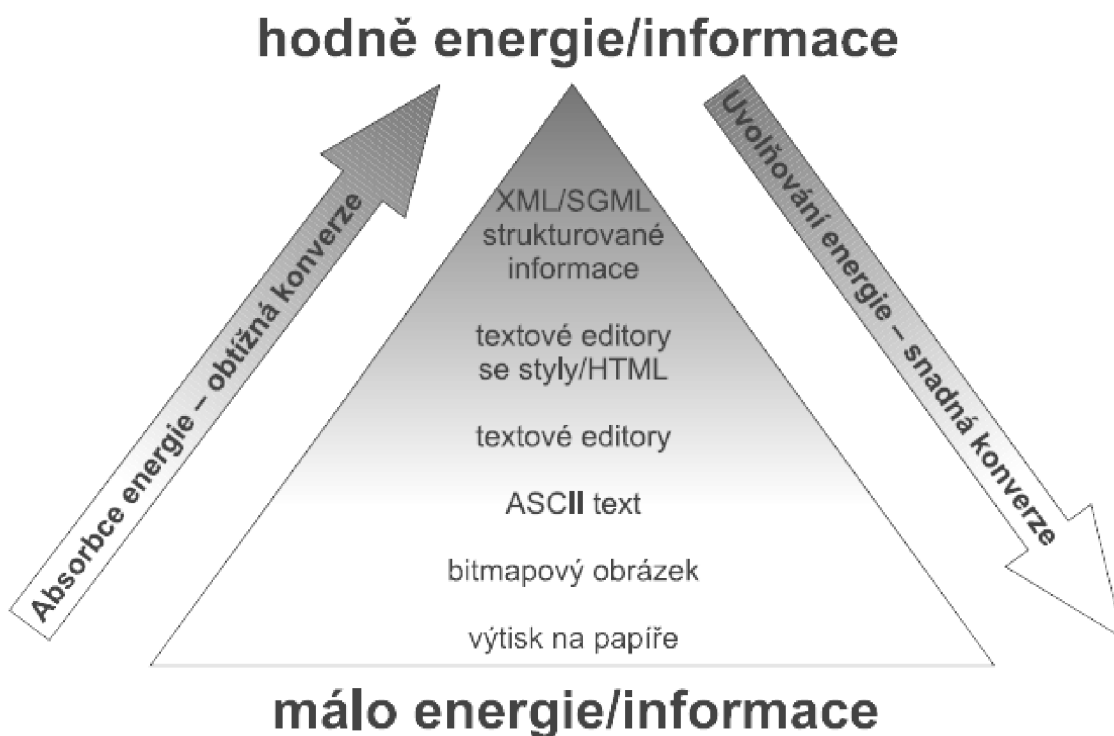 hodně energie/informace
Absorbce energie – obtížná konverze
Uvolňování energie – snadná konverze
XML/SGML
strukturované
informace
textové editory
se styly/HTML
textové editory
ASCII text
bitmapový obrázek
výtisk na papíře
málo energie/informace